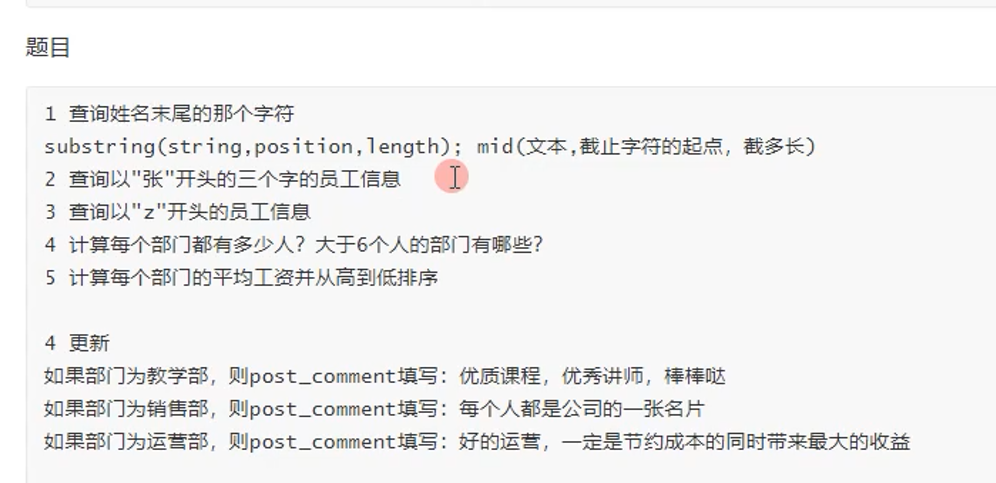 题目
1 查询姓名末尾的那个字符
substring(string,position,length); mid(文本,截止字符的起点，截多长)
2 查询以"张"开头的三个字的员工信息
3 查询以"z"开头的员工信息
4 计算每个部门都有多少人？大于6个人的部门有哪些？
5 计算每个部门的平均工资并从高到低排序
4 更新
如果部门为教学部，则post_comment填写：优质课程，优秀讲师，棒棒哒
如果部门为销售部，则post_comment填写：每个人都是公司的一张名片
如果部门为运营部，则post_comment填写：好的运营，一定是节约成本的同时带来最大的收益